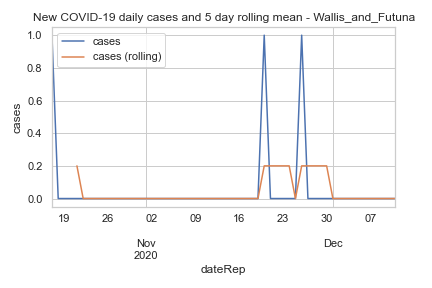 New COVID-19 daily cases and 5 day rolling mean - Wallis_and_Futuna
cases
cases (rolling)
1.0
0.8
0.6
0.4
0.2
0.0
cases
19 26 02 09 16 23 30 07
Nov Dec
2020
dateRep